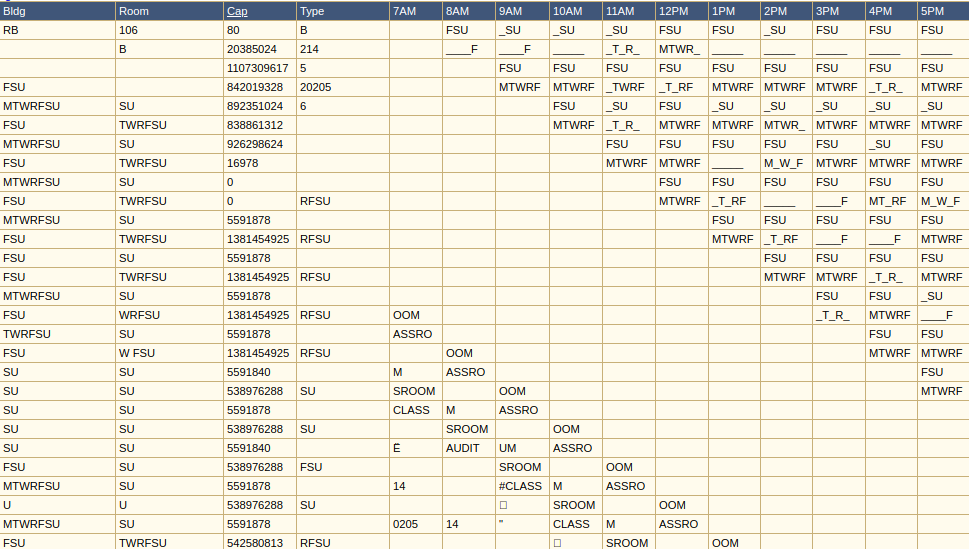 Bldg Room Cap Type 7AM 8AM 9AM 10AM 11AM 12PM 1PM 2PM 3PM 4PM 5PM
RB 106 80 B FSU _SU _SU _SU FSU FSU _SU FSU FSU FSU
B 20385024 214 ____F ____F _____ _T_R_ MTWR_ _____ _____ _____ _____ _____
1107309617 5 FSU FSU FSU FSU FSU FSU FSU FSU FSU
FSU 842019328 20205 MTWRF MTWRF _TWRF _T_RF MTWRF MTWRF MTWRF _T_R_ MTWRF
MTWRFSU SU 892351024 6 FSU _SU FSU _SU _SU _SU _SU _SU
FSU TWRFSU 838861312 MTWRF _T_R_ MTWRF MTWRF MTWR_ MTWRF MTWRF MTWRF
MTWRFSU SU 926298624 FSU FSU FSU FSU FSU _SU FSU
FSU TWRFSU 16978 MTWRF MTWRF _____ M_W_F MTWRF MTWRF MTWRF
MTWRFSU SU 0 FSU FSU FSU FSU FSU FSU
FSU TWRFSU 0 RFSU MTWRF _T_RF _____ ____F MT_RF M_W_F
MTWRFSU SU 5591878 FSU FSU FSU FSU FSU
FSU TWRFSU 1381454925 RFSU MTWRF _T_RF ____F ____F MTWRF
FSU SU 5591878 FSU FSU FSU FSU
FSU TWRFSU 1381454925 RFSU MTWRF MTWRF _T_R_ MTWRF
MTWRFSU SU 5591878 FSU FSU _SU
FSU WRFSU 1381454925 RFSU OOM _T_R_ MTWRF ____F
TWRFSU SU 5591878 ASSRO FSU FSU
FSU W FSU 1381454925 RFSU OOM MTWRF MTWRF
SU SU 5591840 M ASSRO FSU
SU SU 538976288 SU SROOM OOM MTWRF
SU SU 5591878 CLASS M ASSRO
SU SU 538976288 SU SROOM OOM
SU SU 5591840 Ë AUDIT UM ASSRO
FSU SU 538976288 FSU SROOM OOM
MTWRFSU SU 5591878 14 #CLASS M ASSRO
U U 538976288 SU SROOM OOM
MTWRFSU SU 5591878 0205 14 " CLASS M ASSRO
FSU TWRFSU 542580813 RFSU SROOM OOM